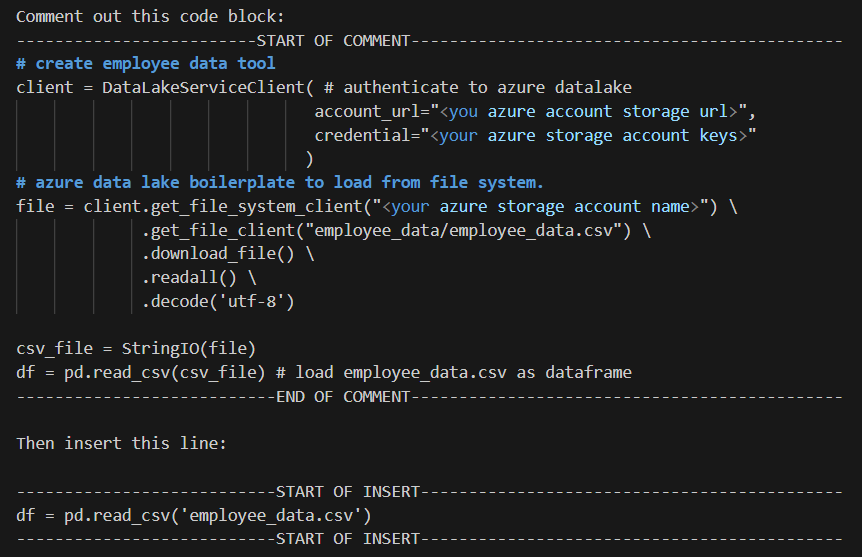 Comment out this code block:
-------------------------START OF COMMENT---------------------------------------------
# create employee data tool
client = DataLakeServiceClient( # authenticate to azure datalake
                               account_url="<you azure account storage url>",
                               credential="<your azure storage account keys>"
                              )
# azure data lake boilerplate to load from file system.
file = client.get_file_system_client("<your azure storage account name>") \
             .get_file_client("employee_data/employee_data.csv") \
             .download_file() \
             .readall() \
             .decode('utf-8')

csv_file = StringIO(file)
df = pd.read_csv(csv_file) # load employee_data.csv as dataframe
---------------------------END OF COMMENT---------------------------------------------

Then insert this line:

---------------------------START OF INSERT--------------------------------------------
df = pd.read_csv('employee_data.csv')
---------------------------START OF INSERT--------------------------------------------